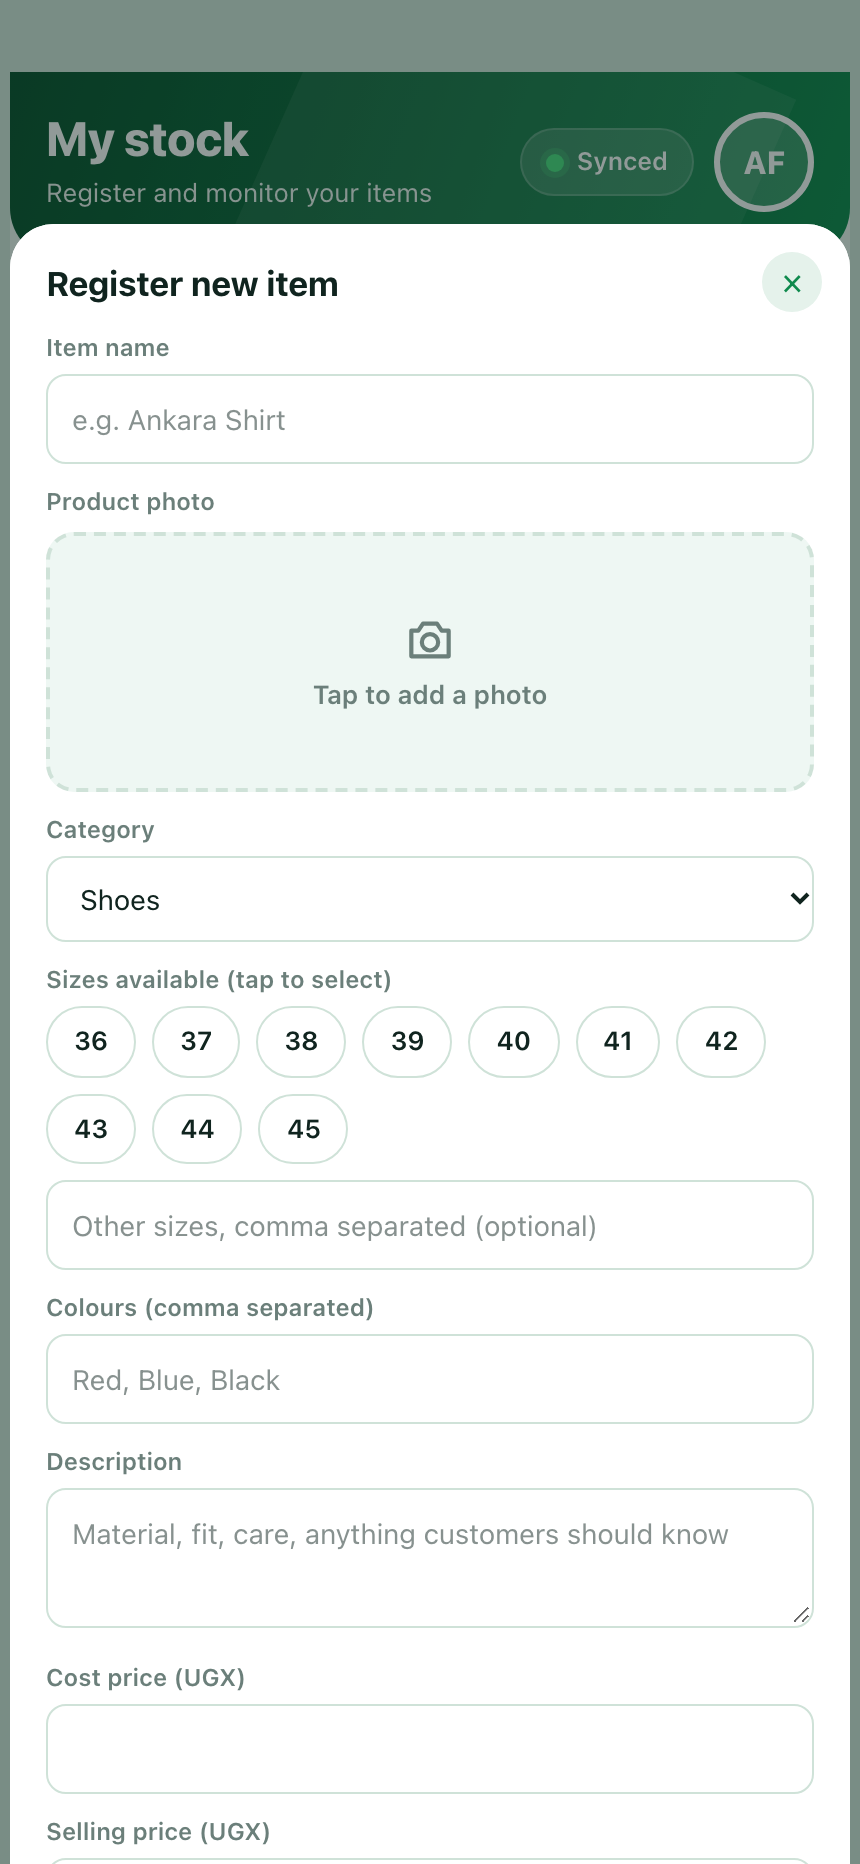 My stock
Register and monitor your items
Synced
AF
Register new item
×
Item name
e.g. Ankara Shirt
Product photo
Tap to add a photo
Category
Shoes
Sizes available (tap to select)
36 37 38 39 40 41 42
43 44 45
Other sizes, comma separated (optional)
Colours (comma separated)
Red, Blue, Black
Description
Material, fit, care, anything customers should know
Cost price (UGX)
Selling price (UGX)